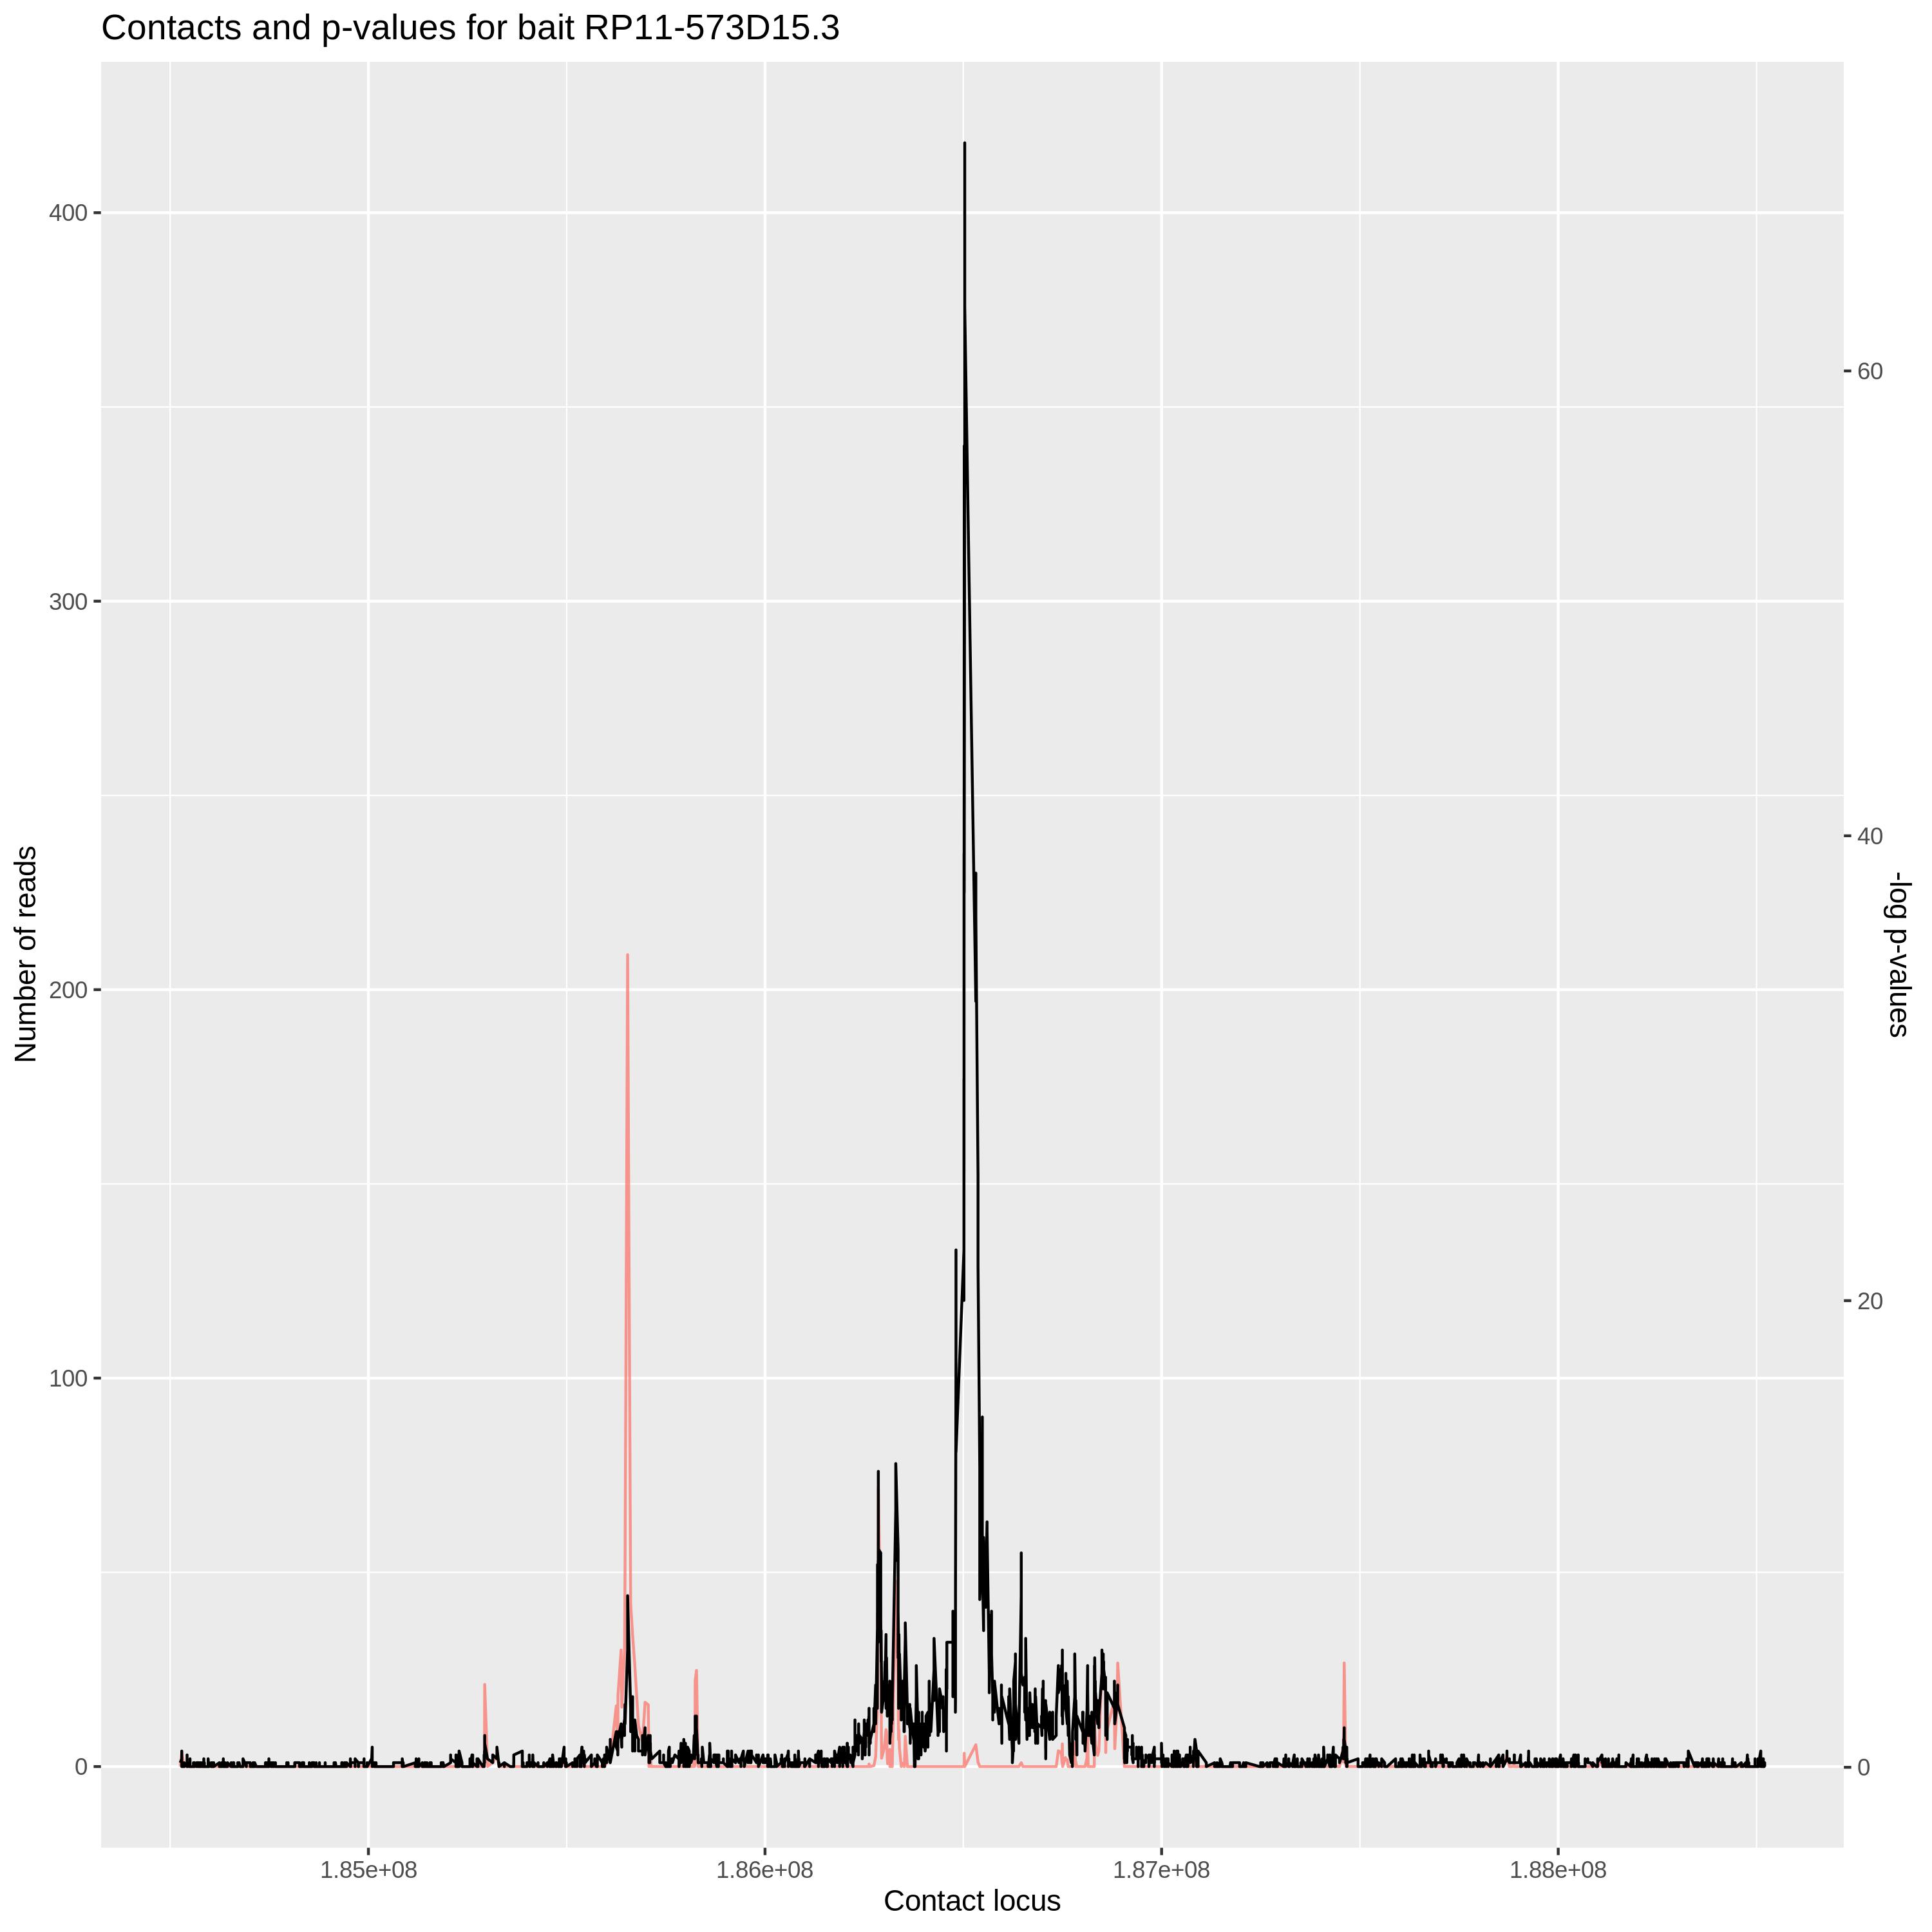 Contacts and p-values for bait RP11-573D15.3
400
300
200
100
0
Number of reads
60
40
20
0
-log p-values
1.85e+08
1.86e+08
1.87e+08
1.88e+08
Contact locus